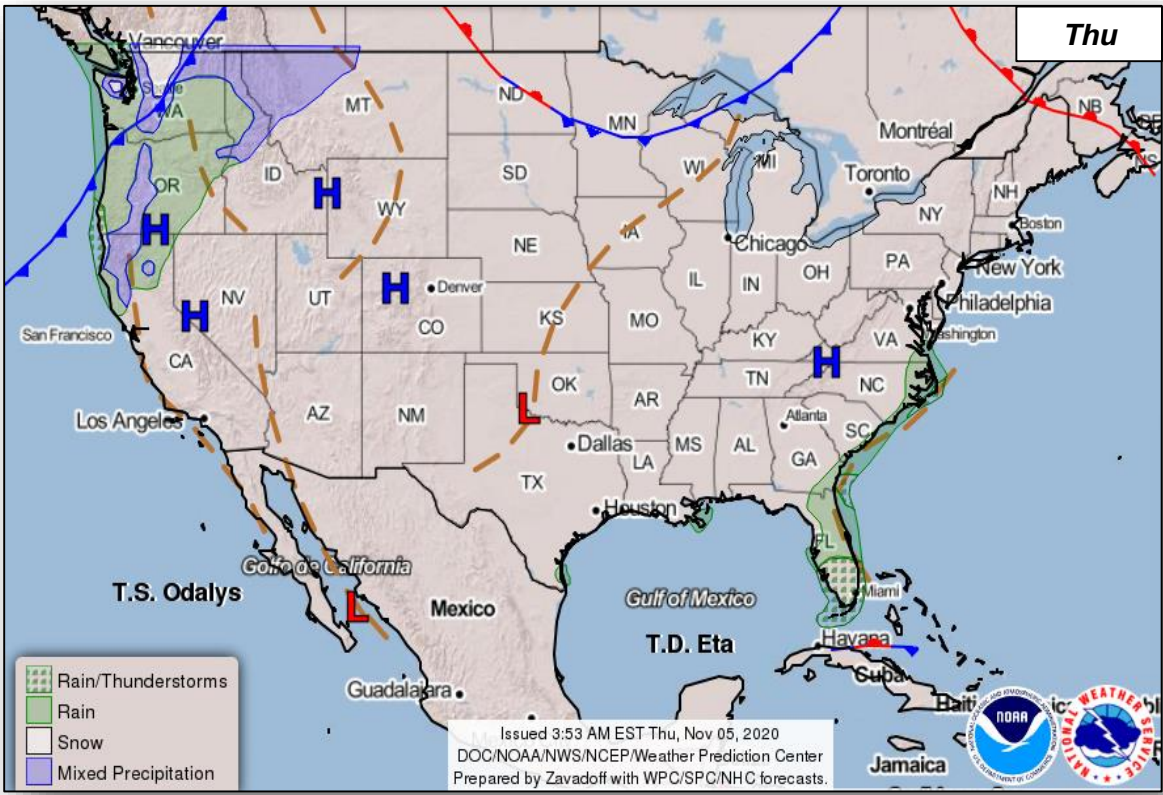 Thu
Vancouver
WA
MT
ND
MN
NB
Montréal
OR
ID
SD
WI
MI
Toronto
NH
WY
NY
Boston
H
H
NE
IA
Chicago
PA
New York
NV
UT
H
Denver
IL
IN
OH
Philadelphia
San Francisco
H
CO
KS
MO
KY
VA
Washington
CA
H
TN
NC
OK
AR
L
Los Angeles
AZ
NM
Atlanta
SC
Dallas
MS
AL
GA
LA
TX
Houston
FL
Golfo de California
T.S. Odalys
Miami
L
Mexico
Gulf of Mexico
T.D. Eta
Havana
Cuba
Guadalajara
Haiti
Jamaica
Rain/Thunderstorms
Rain
Snow
Mixed Precipitation
Issued 3:53 AM EST Thu, Nov 05, 2020
DOC/NOAA/NWS/NCEP/Weather Prediction Center
Prepared by Zavadoff with WPC/SPC/NHC forecasts.
NOAA
NATIONAL WEATHER SERVICE